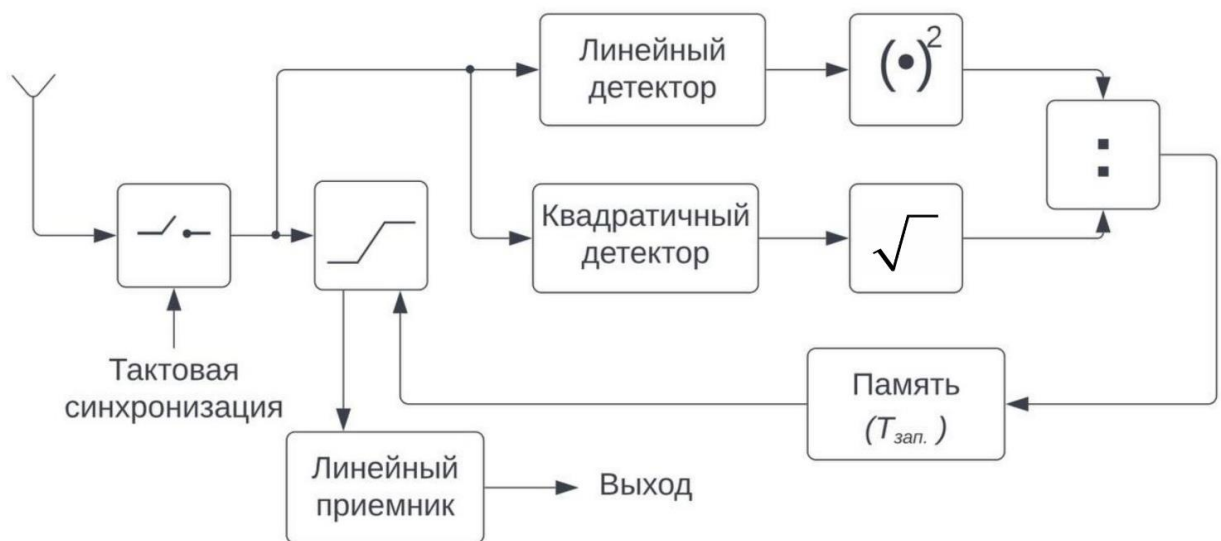 Линейный
детектор
(•)²
:
Квадратичный
детектор
√
Тактовая
синхронизация
Память
(Tзап. )
Линейный
приемник
Выход